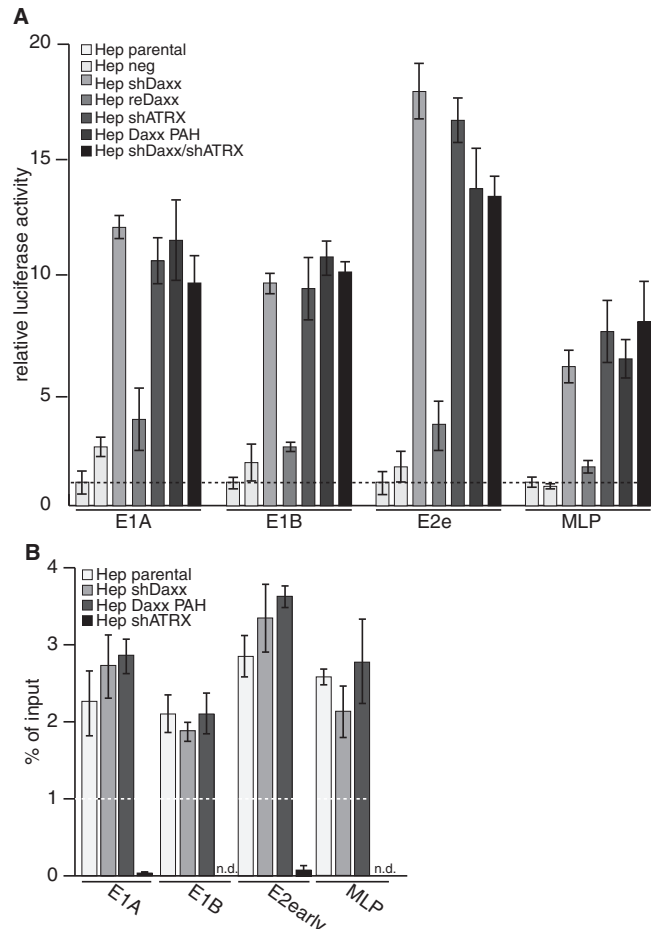 A
20
15
10
5
0
relative luciferase activity
Hep parental
Hep neg
Hep shDaxx
Hep reDaxx
Hep shATRX
Hep Daxx PAH
Hep shDaxx/shATRX
E1A
E1B
E2e
MLP
B
4
3
2
1
0
% of input
Hep parental
Hep shDaxx
Hep Daxx PAH
Hep shATRX
n.d.
n.d.
E1A
E1B
E2early
MLP